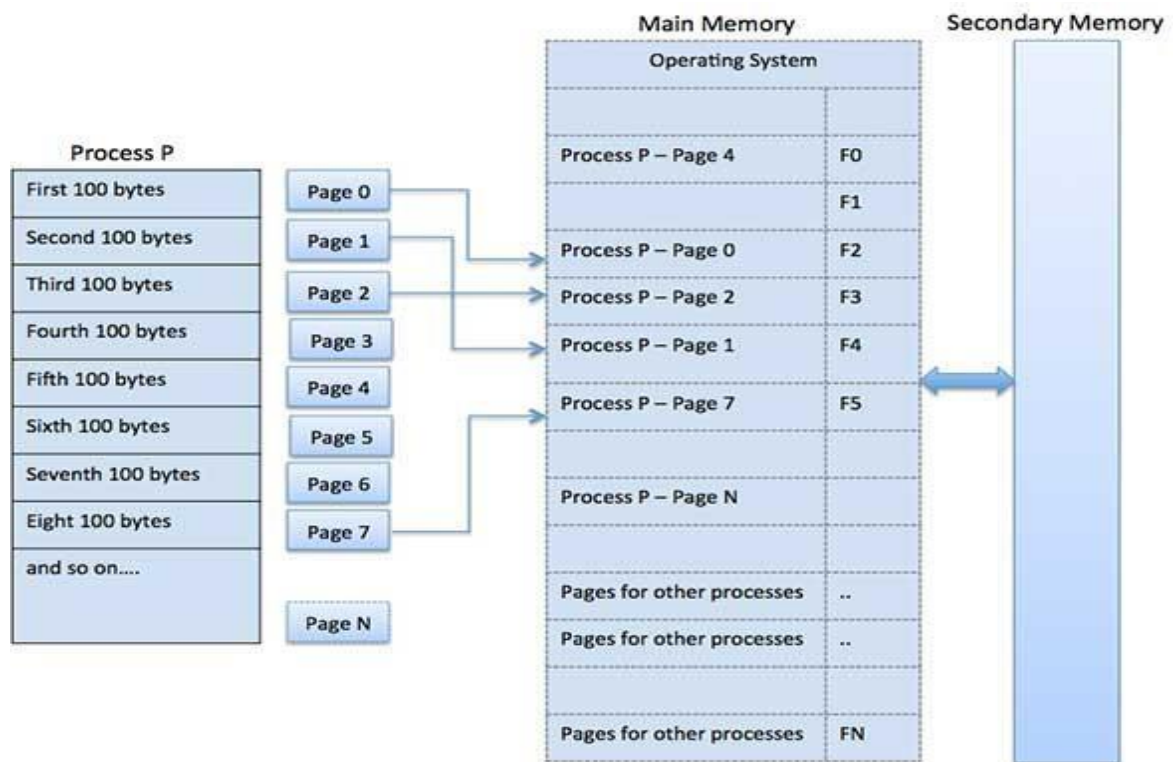 Main Memory
Secondary Memory
Operating System
Process P
First 100 bytes
Second 100 bytes
Third 100 bytes
Fourth 100 bytes
Fifth 100 bytes
Sixth 100 bytes
Seventh 100 bytes
Eight 100 bytes
and so on....
Page 0
Page 1
Page 2
Page 3
Page 4
Page 5
Page 6
Page 7
Page N
Process P – Page 4 F0
F1
Process P – Page 0 F2
Process P – Page 2 F3
Process P – Page 1 F4
Process P – Page 7 F5
Process P – Page N
Pages for other processes ..
Pages for other processes ..
Pages for other processes FN